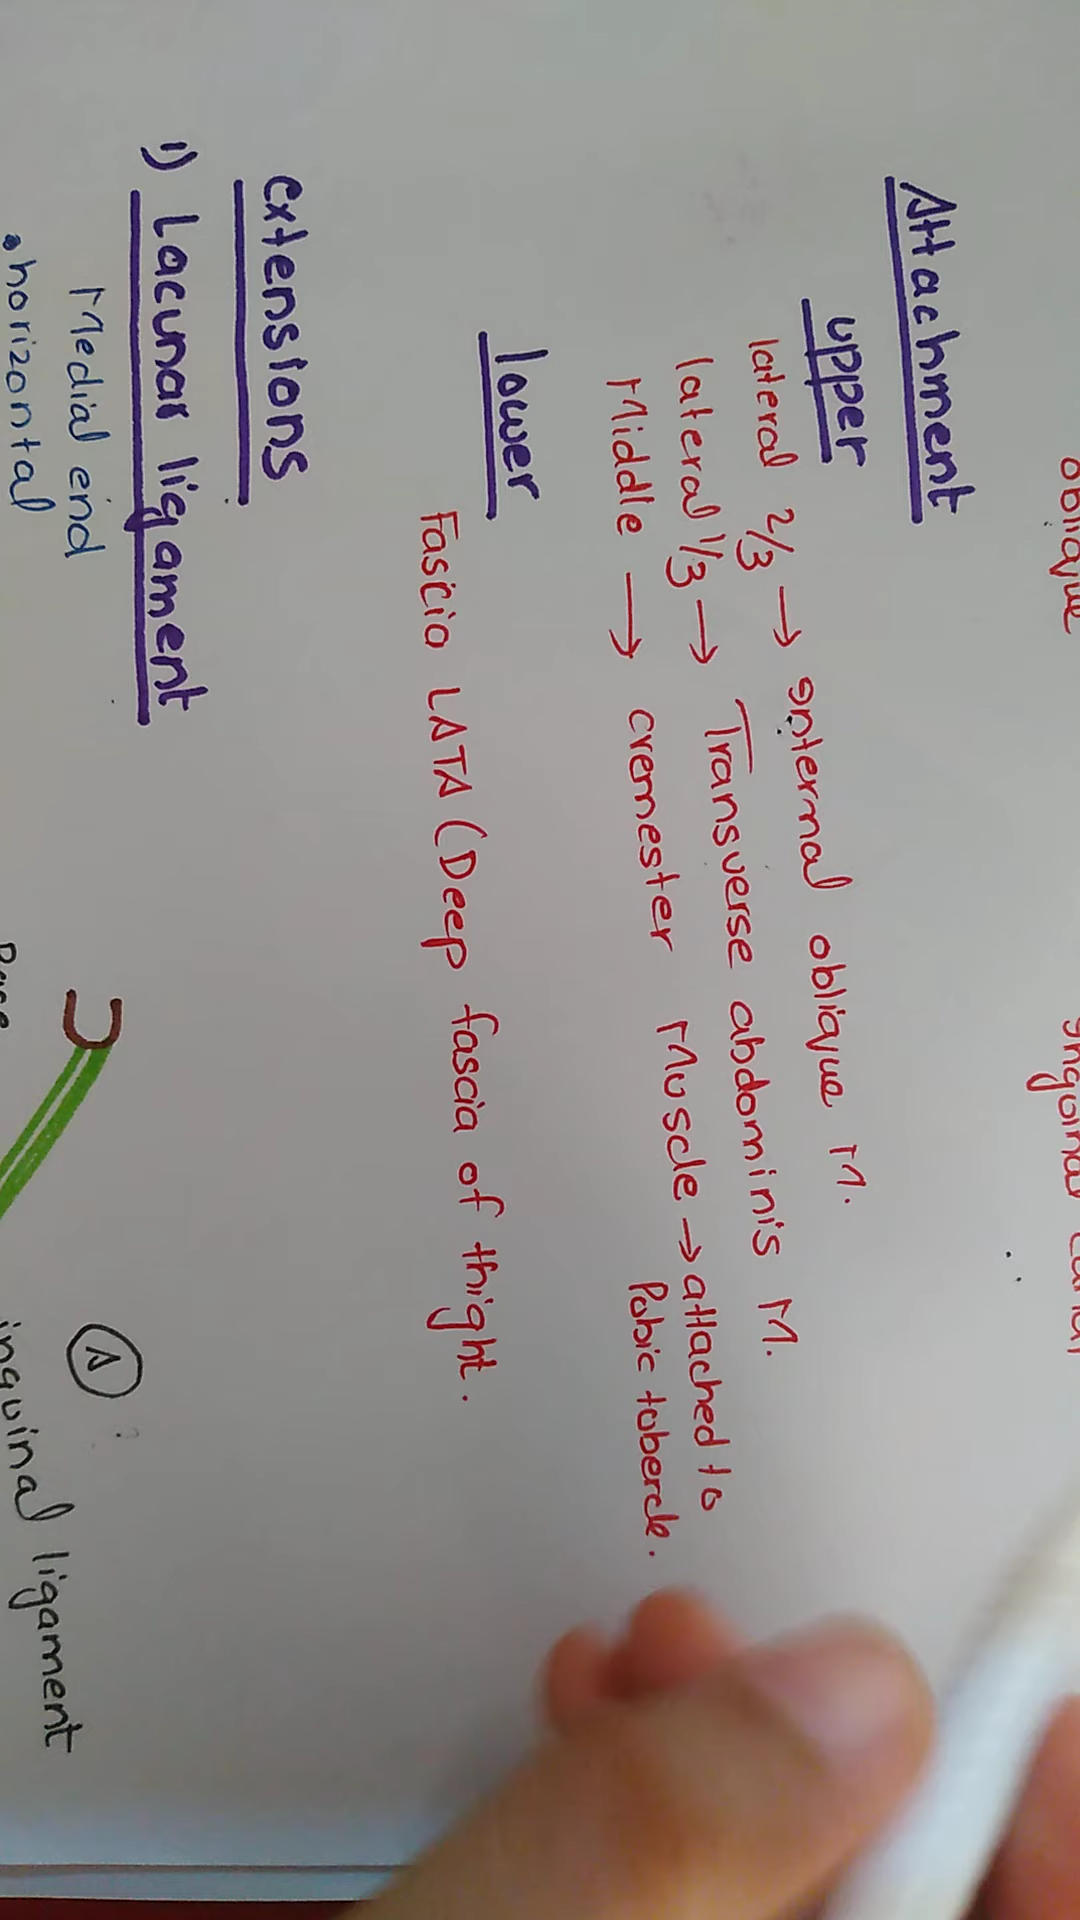 oblique
Attachment
upper
lateral 2/3 → internal oblique M.
lateral 1/3 → Transverse abdominis M.
Middle → cremester Muscle → attached to
Pubic tubercle.
lower
Fascia LATA (Deep fascia of thight.
extensions
1) Lacunar ligament
Medial end
• horizontal
A
inguinal ligament